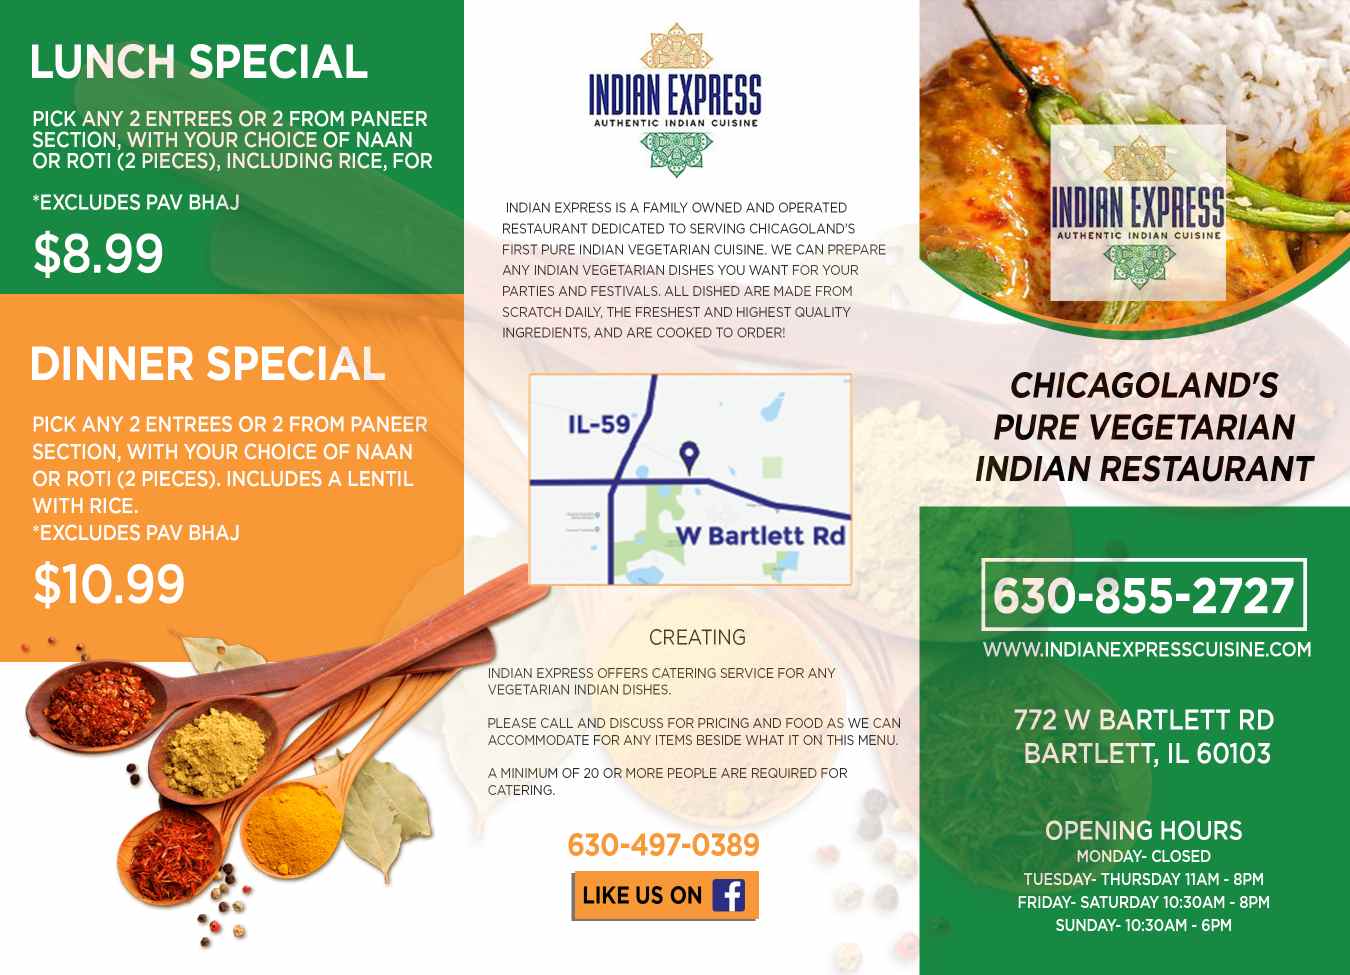 LUNCH SPECIAL
PICK ANY 2 ENTREES OR 2 FROM PANEER
SECTION, WITH YOUR CHOICE OF NAAN
OR ROTI (2 PIECES), INCLUDING RICE, FOR
*EXCLUDES PAV BHAJ
$8.99
DINNER SPECIAL
PICK ANY 2 ENTREES OR 2 FROM PANEER
SECTION, WITH YOUR CHOICE OF NAAN
OR ROTI (2 PIECES). INCLUDES A LENTIL
WITH RICE.
*EXCLUDES PAV BHAJ
$10.99
INDIAN EXPRESS
AUTHENTIC INDIAN CUISINE
INDIAN EXPRESS IS A FAMILY OWNED AND OPERATED
RESTAURANT DEDICATED TO SERVING CHICAGOLAND'S
FIRST PURE INDIAN VEGETARIAN CUISINE. WE CAN PREPARE
ANY INDIAN VEGETARIAN DISHES YOU WANT FOR YOUR
PARTIES AND FESTIVALS. ALL DISHED ARE MADE FROM
SCRATCH DAILY, THE FRESHEST AND HIGHEST QUALITY
INGREDIENTS, AND ARE COOKED TO ORDER!
IL-59
W Bartlett Rd
CREATING
INDIAN EXPRESS OFFERS CATERING SERVICE FOR ANY
VEGETARIAN INDIAN DISHES.
PLEASE CALL AND DISCUSS FOR PRICING AND FOOD AS WE CAN
ACCOMMODATE FOR ANY ITEMS BESIDE WHAT IT ON THIS MENU.
A MINIMUM OF 20 OR MORE PEOPLE ARE REQUIRED FOR
CATERING.
630-497-0389
LIKE US ON f
INDIAN EXPRESS
AUTHENTIC INDIAN CUISINE
CHICAGOLAND'S
PURE VEGETARIAN
INDIAN RESTAURANT
630-855-2727
WWW.INDIANEXPRESSCUISINE.COM
772 W BARTLETT RD
BARTLETT, IL 60103
OPENING HOURS
MONDAY- CLOSED
TUESDAY- THURSDAY 11AM - 8PM
FRIDAY- SATURDAY 10:30AM - 8PM
SUNDAY- 10:30AM - 6PM